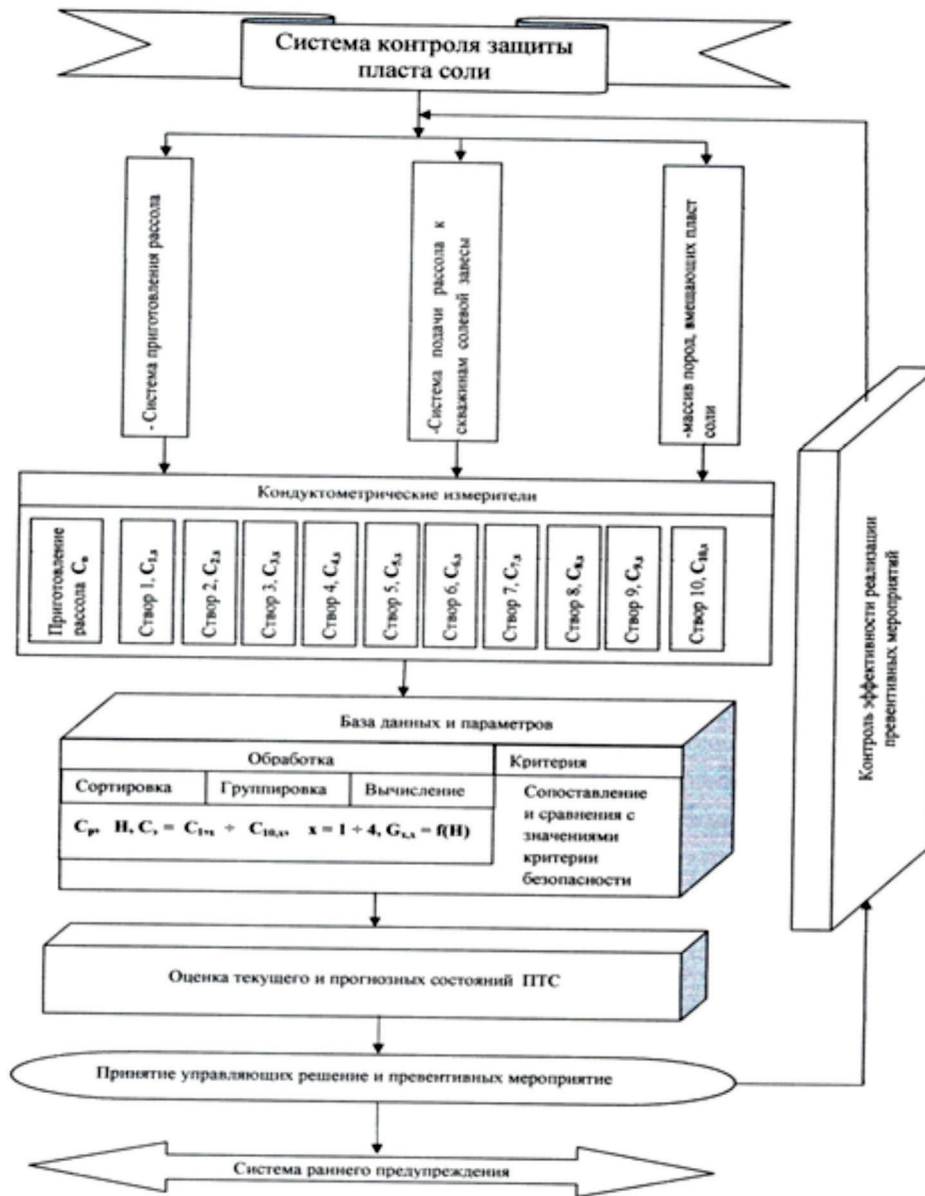 Система контроля защиты
пласта соли
- Система приготовления рассола
-Система подачи рассола к
скважинам солевой завесы
-массив пород, вмещающих пласт
соли
Кондуктометрические измерители
Приготовление
рассола Cₒ
Створ 1, C₁,ₓ
Створ 2, C₂,ₓ
Створ 3, C₃,ₓ
Створ 4, C₄,ₓ
Створ 5, C₅,ₓ
Створ 6, C₆,ₓ
Створ 7, C₇,ₓ
Створ 8, C₈,ₓ
Створ 9, C₉,ₓ
Створ 10, C₁₀,ₓ
База данных и параметров
Обработка
Критерия
Сортировка
Группировка
Вычисление
Cₚ, H, C, = C₁,ₓ ÷ C₁₀,ₓ, x = 1 ÷ 4, Gₓ,ₓ = f(H)
Сопоставление
и сравнения с
значениями
критерии
безопасности
Оценка текущего и прогнозных состояний ПТС
Принятие управляющих решение и превентивных мероприятие
Система раннего предупреждения
Контроль эффективности реализации
превентивных мероприятий